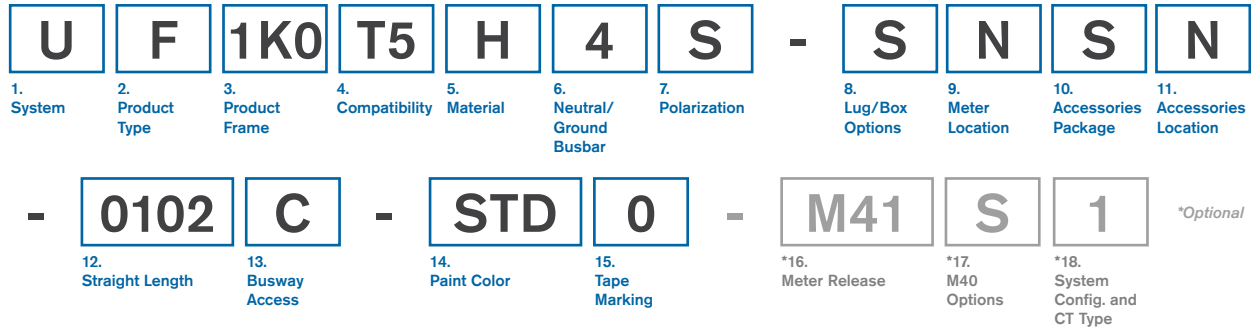 U F 1K0 T5 H 4 S - S N S N
1. System
2. Product Type
3. Product Frame
4. Compatibility
5. Material
6. Neutral/ Ground Busbar
7. Polarization
8. Lug/Box Options
9. Meter Location
10. Accessories Package
11. Accessories Location
- 0102 C - STD 0 - M41 S 1 *Optional
12. Straight Length
13. Busway Access
14. Paint Color
15. Tape Marking
*16. Meter Release
*17. M40 Options
*18. System Config. and CT Type